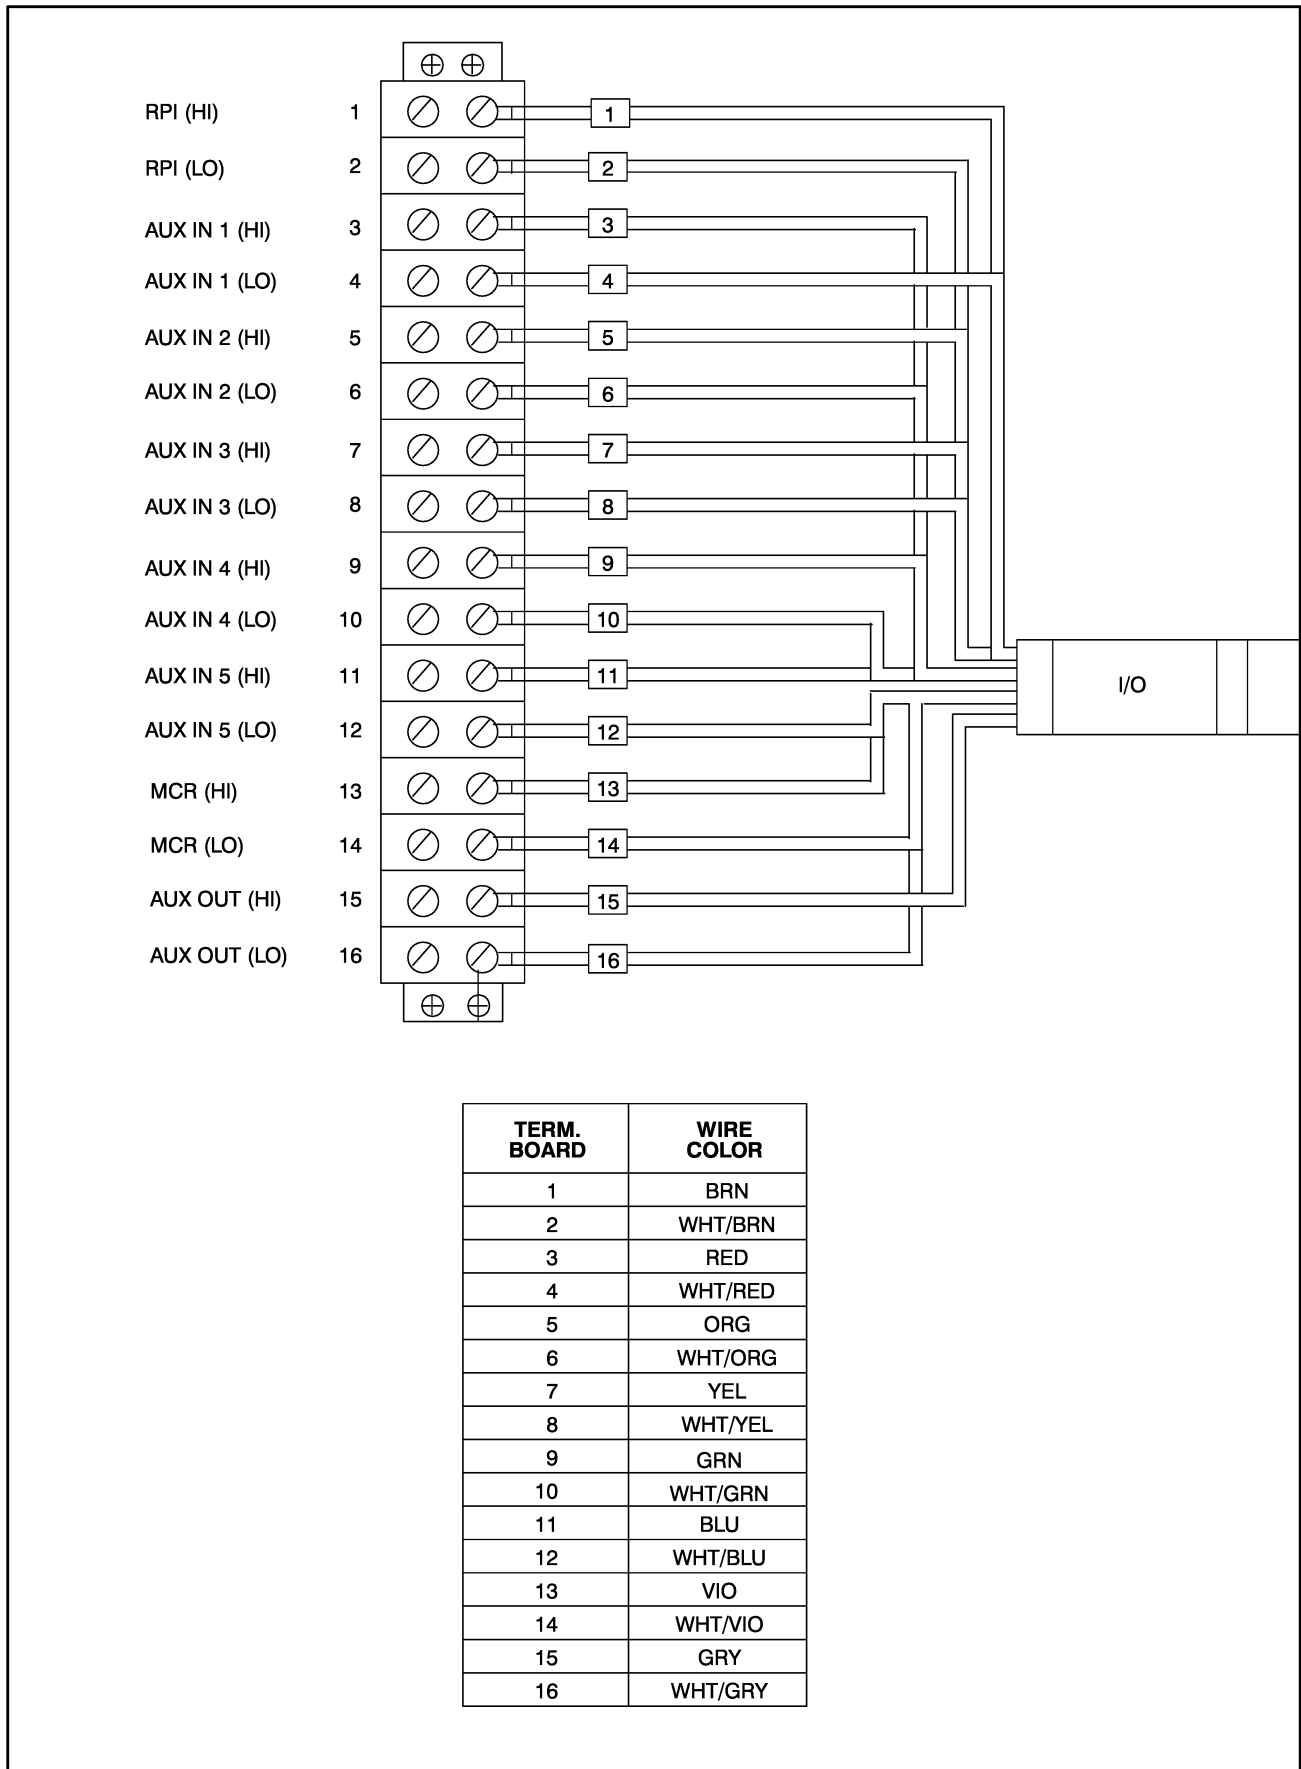 RPI (HI) 1 1
RPI (LO) 2 2
AUX IN 1 (HI) 3 3
AUX IN 1 (LO) 4 4
AUX IN 2 (HI) 5 5
AUX IN 2 (LO) 6 6
AUX IN 3 (HI) 7 7
AUX IN 3 (LO) 8 8
AUX IN 4 (HI) 9 9
AUX IN 4 (LO) 10 10
AUX IN 5 (HI) 11 11
I/O
AUX IN 5 (LO) 12 12
MCR (HI) 13 13
MCR (LO) 14 14
AUX OUT (HI) 15 15
AUX OUT (LO) 16 16
TERM. WIRE
BOARD COLOR
1 BRN
2 WHT/BRN
3 RED
4 WHT/RED
5 ORG
6 WHT/ORG
7 YEL
8 WHT/YEL
9 GRN
10 WHT/GRN
11 BLU
12 WHT/BLU
13 VIO
14 WHT/VIO
15 GRY
16 WHT/GRY